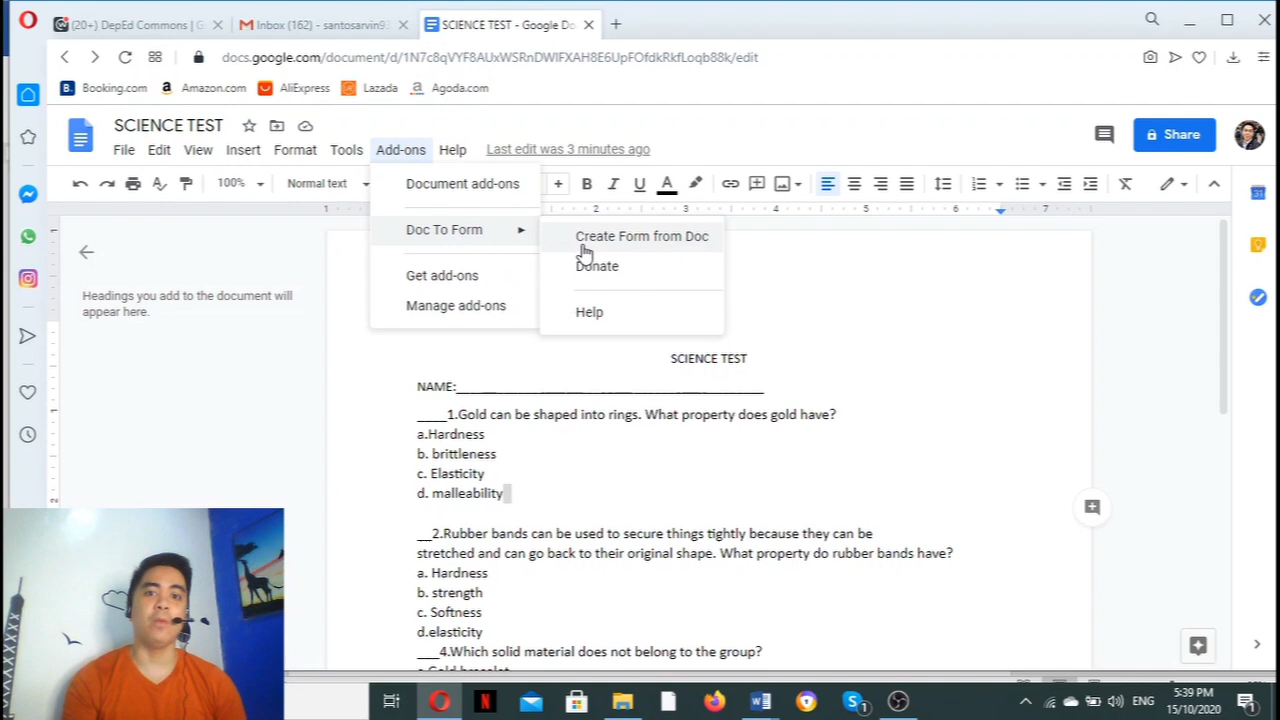 (20+) DepEd Commons | G
Inbox (162) - santosarvin92
SCIENCE TEST - Google Do
docs.google.com/document/d/1N7c8qVYF8AUxWSRnDWIFXAH8E6UpFOfdkRkfLoqb88k/edit
Booking.com
Amazon.com
AliExpress
Lazada
Agoda.com
SCIENCE TEST
Share
File Edit View Insert Format Tools Add-ons Help Last edit was 3 minutes ago
100% Normal text
Document add-ons
Doc To Form
Get add-ons
Manage add-ons
Create Form from Doc
Donate
Help
Headings you add to the document will
appear here.
SCIENCE TEST
NAME:________________________________________
____1.Gold can be shaped into rings. What property does gold have?
a.Hardness
b. brittleness
c. Elasticity
d. malleability
__2.Rubber bands can be used to secure things tightly because they can be
stretched and can go back to their original shape. What property do rubber bands have?
a. Hardness
b. strength
c. Softness
d.elasticity
___4.Which solid material does not belong to the group?
ENG
5:39 PM
15/10/2020